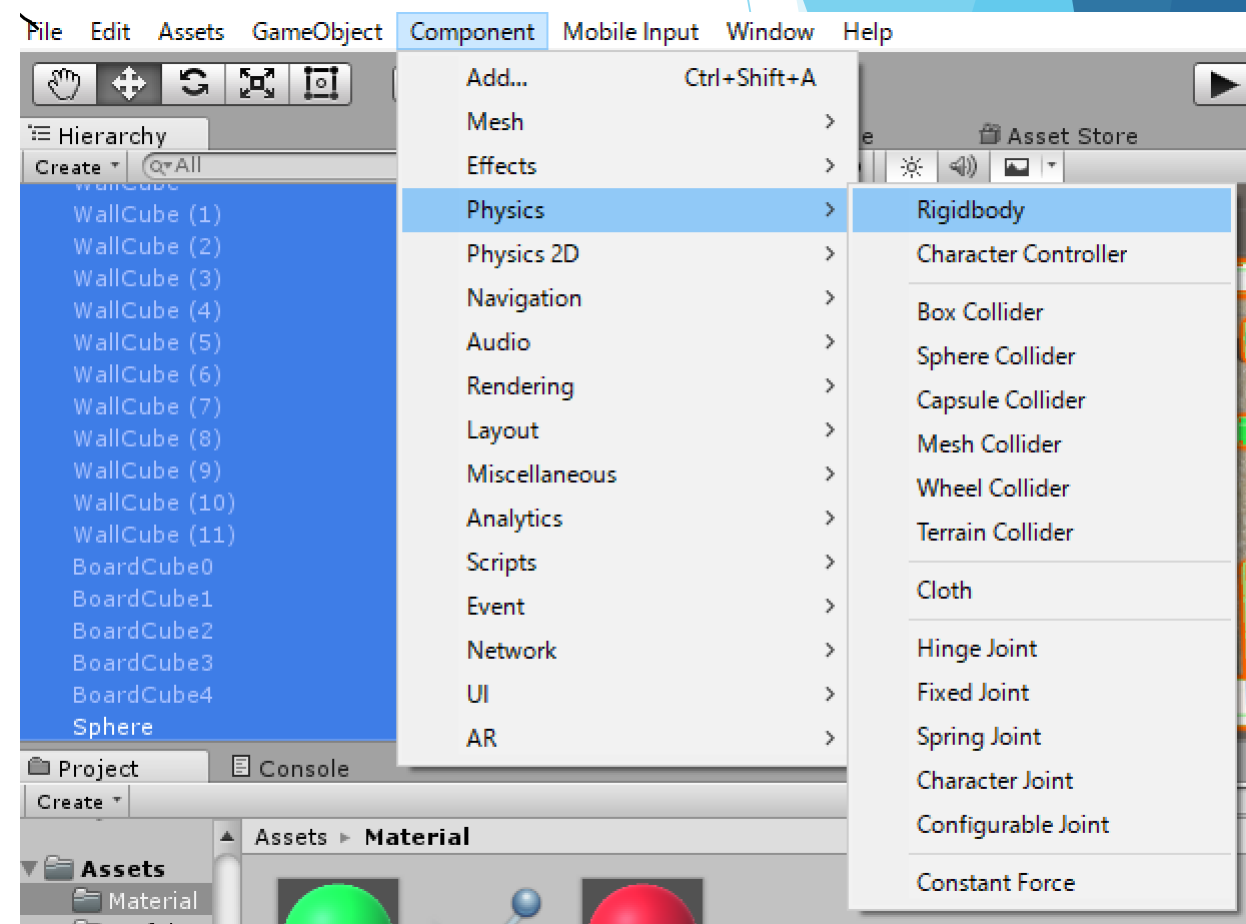 File Edit Assets GameObject Component Mobile Input Window Help
Add... Ctrl+Shift+A
Mesh
Effects
Physics
Physics 2D
Navigation
Audio
Rendering
Layout
Miscellaneous
Analytics
Scripts
Event
Network
UI
AR
Rigidbody
Character Controller
Box Collider
Sphere Collider
Capsule Collider
Mesh Collider
Wheel Collider
Terrain Collider
Cloth
Hinge Joint
Fixed Joint
Spring Joint
Character Joint
Configurable Joint
Constant Force
Asset Store
Hierarchy
Create All
WallCube
WallCube (1)
WallCube (2)
WallCube (3)
WallCube (4)
WallCube (5)
WallCube (6)
WallCube (7)
WallCube (8)
WallCube (9)
WallCube (10)
WallCube (11)
BoardCube0
BoardCube1
BoardCube2
BoardCube3
BoardCube4
Sphere
Project Console
Create
Assets Material
Assets
Material